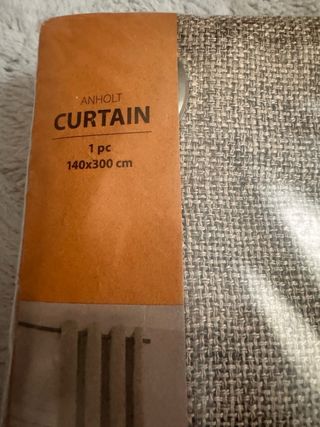 ANHOLT
CURTAIN
1 pc
140x300 cm